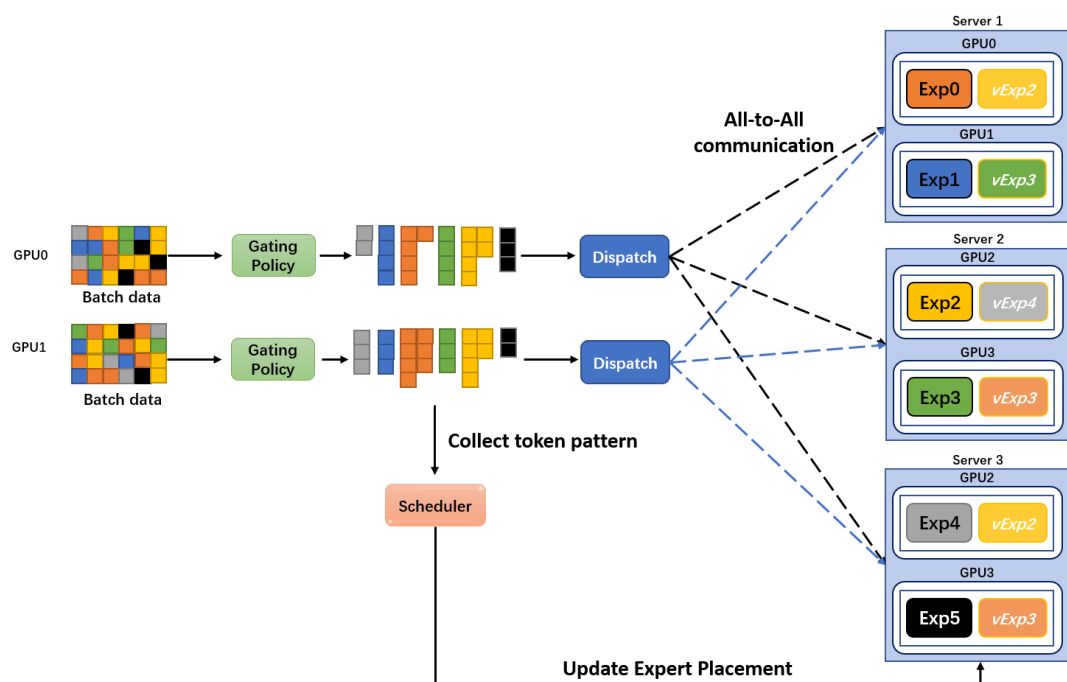 Server 1
GPU0
Exp0
vExp2
All-to-All
communication
GPU1
Exp1
vExp3
GPU0
Gating
Policy
Dispatch
Batch data
Server 2
GPU2
Exp2
vExp4
GPU1
Gating
Policy
Dispatch
Batch data
GPU3
Exp3
vExp3
Collect token pattern
Scheduler
Server 3
GPU2
Exp4
vExp2
GPU3
Exp5
vExp3
Update Expert Placement